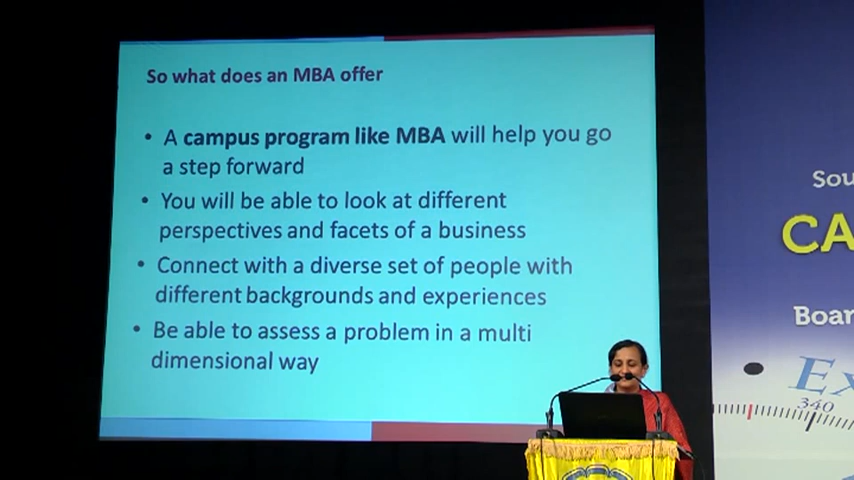 So what does an MBA offer
• A campus program like MBA will help you go
a step forward
• You will be able to look at different
perspectives and facets of a business
• Connect with a diverse set of people with
different backgrounds and experiences
• Be able to assess a problem in a multi
dimensional way
Sou
CA
Boar
Ex
340